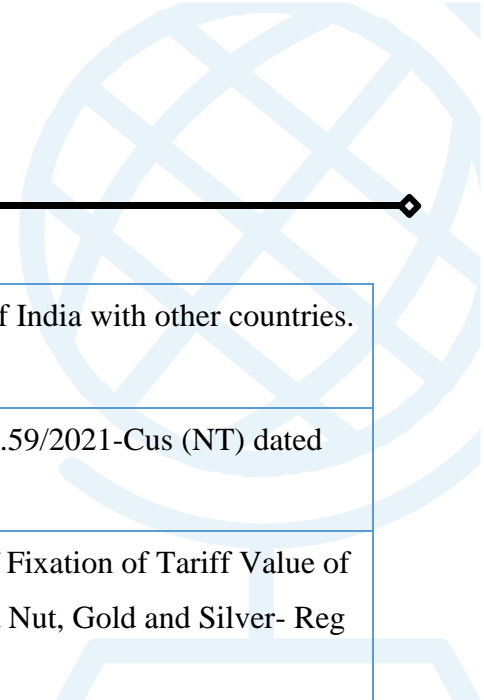 f India with other countries.
.59/2021-Cus (NT) dated
Fixation of Tariff Value of
Nut, Gold and Silver- Reg